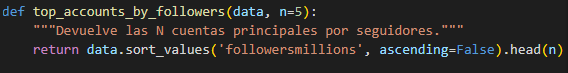 def top_accounts_by_followers(data, n=5):
    """Devuelve las N cuentas principales por seguidores."""
    return data.sort_values('followersmillions', ascending=False).head(n)